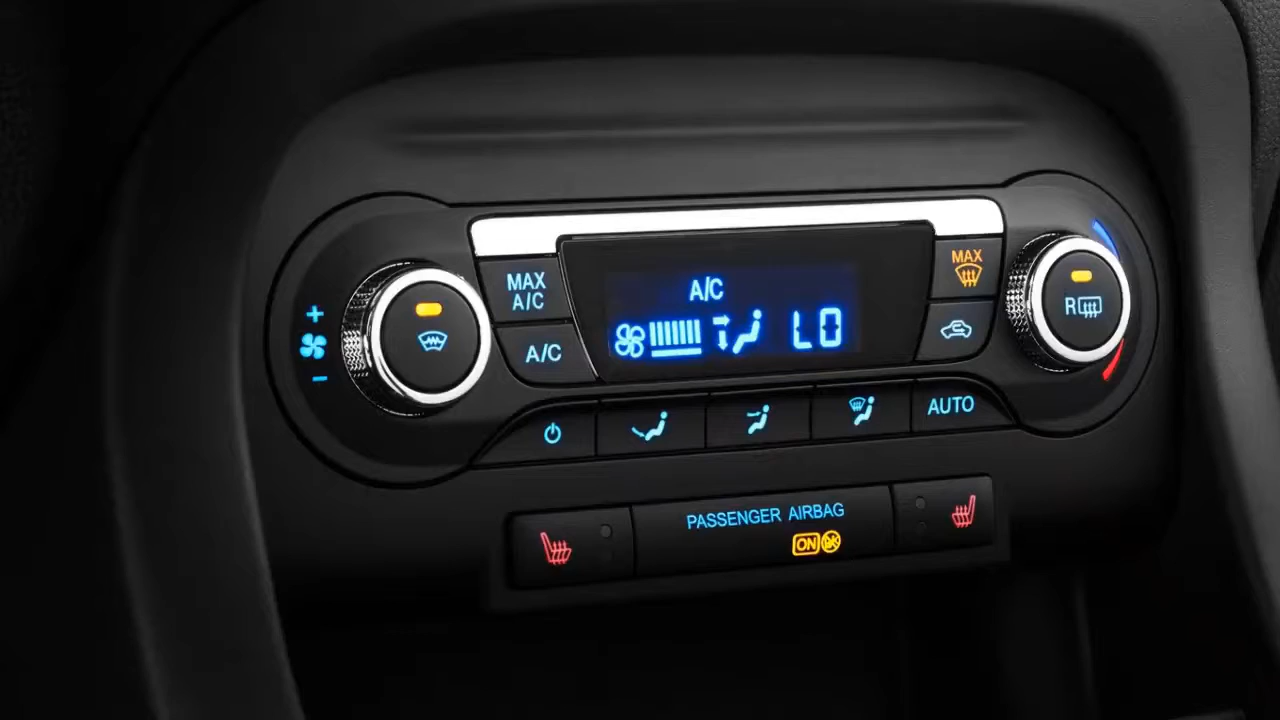 MAX
A/C
A/C
A/C
LO
MAX
R
AUTO
PASSENGER AIRBAG
ON